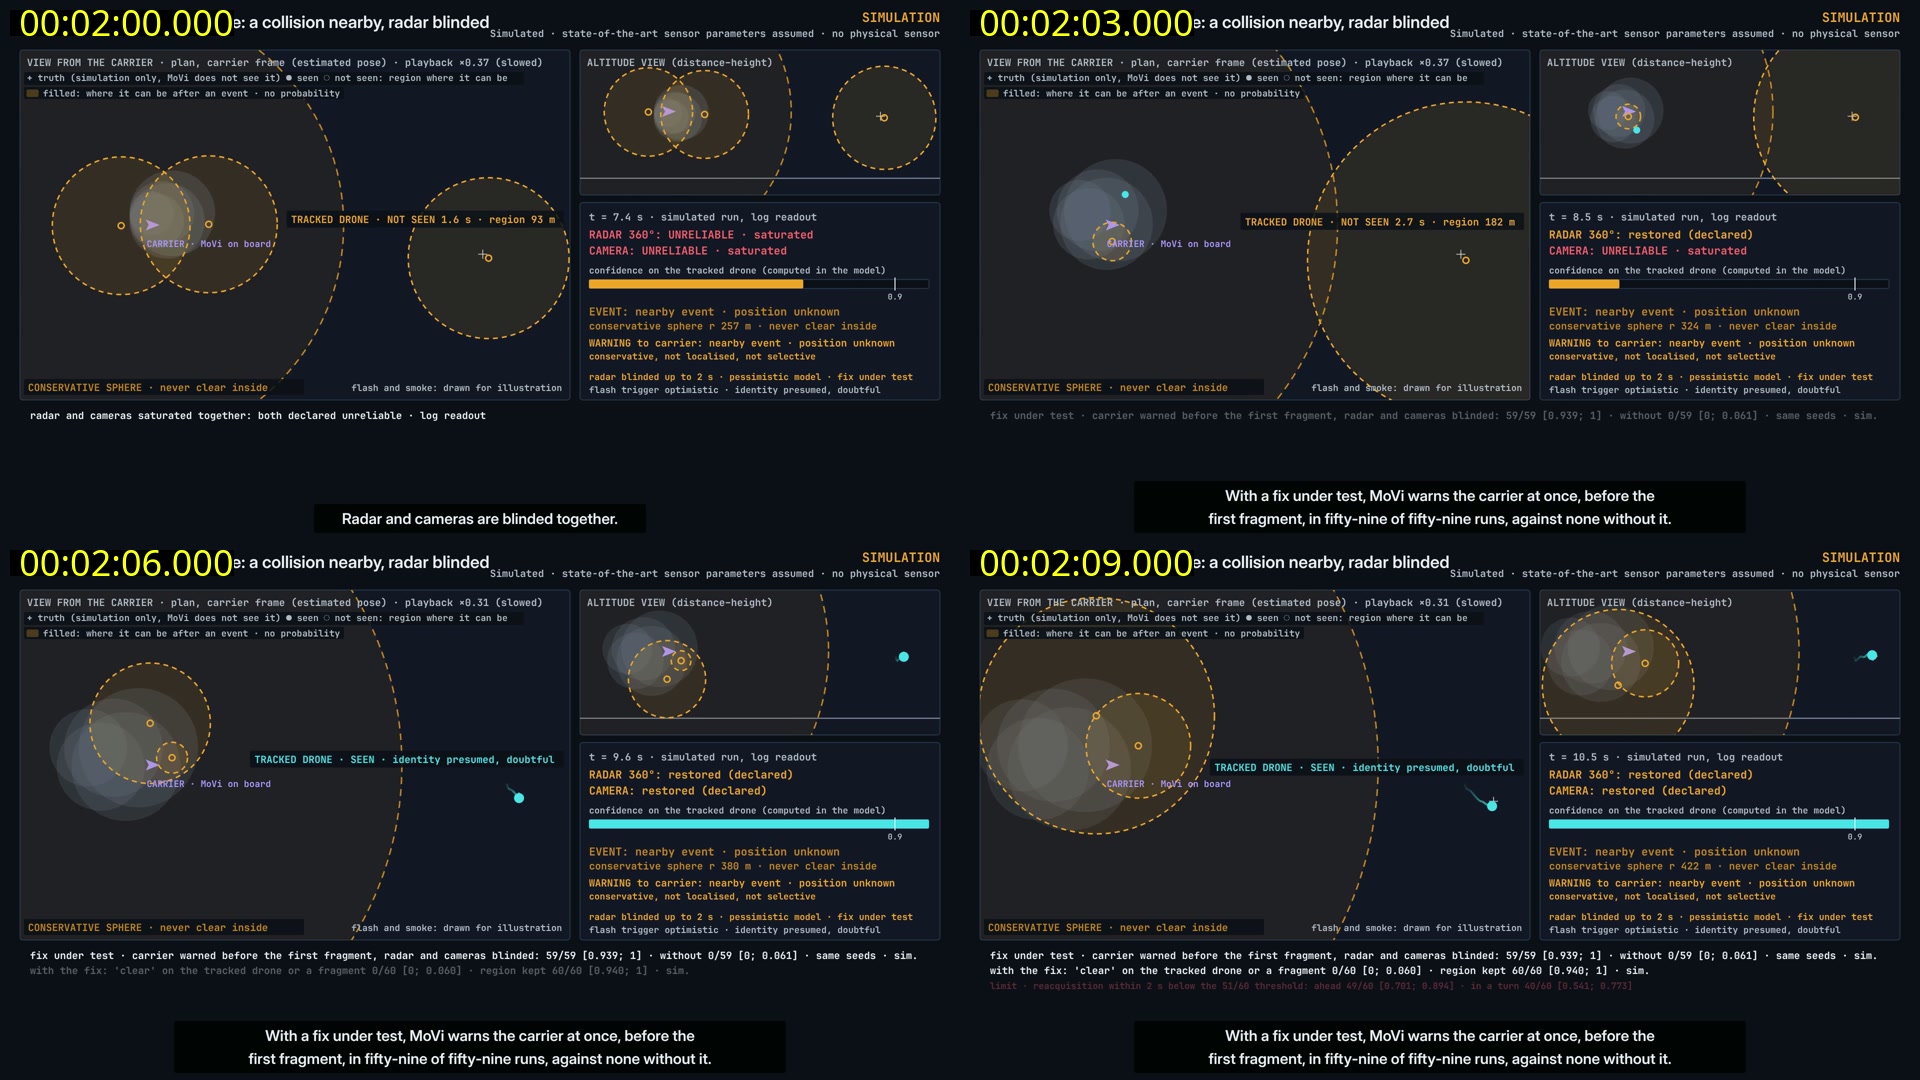 00:02:00.000
e: a collision nearby, radar blinded
SIMULATION
Simulated · state-of-the-art sensor parameters assumed · no physical sensor
VIEW FROM THE CARRIER · plan, carrier frame (estimated pose) · playback ×0.37 (slowed)
+ truth (simulation only, MoVi does not see it) ● seen ◌ not seen: region where it can be
filled: where it can be after an event · no probability
TRACKED DRONE · NOT SEEN 1.6 s · region 93 m
CARRIER · MoVi on board
CONSERVATIVE SPHERE · never clear inside
flash and smoke: drawn for illustration
ALTITUDE VIEW (distance-height)
t = 7.4 s · simulated run, log readout
RADAR 360°: UNRELIABLE · saturated
CAMERA: UNRELIABLE · saturated
confidence on the tracked drone (computed in the model)
0.9
EVENT: nearby event · position unknown
conservative sphere r 257 m · never clear inside
WARNING to carrier: nearby event · position unknown
conservative, not localised, not selective
radar blinded up to 2 s · pessimistic model · fix under test
flash trigger optimistic · identity presumed, doubtful
radar and cameras saturated together: both declared unreliable · log readout
Radar and cameras are blinded together.
00:02:03.000
e: a collision nearby, radar blinded
SIMULATION
Simulated · state-of-the-art sensor parameters assumed · no physical sensor
VIEW FROM THE CARRIER · plan, carrier frame (estimated pose) · playback ×0.37 (slowed)
+ truth (simulation only, MoVi does not see it) ● seen ◌ not seen: region where it can be
filled: where it can be after an event · no probability
TRACKED DRONE · NOT SEEN 2.7 s · region 182 m
CARRIER · MoVi on board
CONSERVATIVE SPHERE · never clear inside
flash and smoke: drawn for illustration
ALTITUDE VIEW (distance-height)
t = 8.5 s · simulated run, log readout
RADAR 360°: restored (declared)
CAMERA: UNRELIABLE · saturated
confidence on the tracked drone (computed in the model)
0.9
EVENT: nearby event · position unknown
conservative sphere r 324 m · never clear inside
WARNING to carrier: nearby event · position unknown
conservative, not localised, not selective
radar blinded up to 2 s · pessimistic model · fix under test
flash trigger optimistic · identity presumed, doubtful
fix under test · carrier warned before the first fragment, radar and cameras blinded: 59/59 [0.939; 1] · without 0/59 [0; 0.061] · same seeds · sim.
With a fix under test, MoVi warns the carrier at once, before the
first fragment, in fifty-nine of fifty-nine runs, against none without it.
00:02:06.000
e: a collision nearby, radar blinded
SIMULATION
Simulated · state-of-the-art sensor parameters assumed · no physical sensor
VIEW FROM THE CARRIER · plan, carrier frame (estimated pose) · playback ×0.31 (slowed)
+ truth (simulation only, MoVi does not see it) ● seen ◌ not seen: region where it can be
filled: where it can be after an event · no probability
TRACKED DRONE · SEEN · identity presumed, doubtful
CARRIER · MoVi on board
CONSERVATIVE SPHERE · never clear inside
flash and smoke: drawn for illustration
ALTITUDE VIEW (distance-height)
t = 9.6 s · simulated run, log readout
RADAR 360°: restored (declared)
CAMERA: restored (declared)
confidence on the tracked drone (computed in the model)
0.9
EVENT: nearby event · position unknown
conservative sphere r 380 m · never clear inside
WARNING to carrier: nearby event · position unknown
conservative, not localised, not selective
radar blinded up to 2 s · pessimistic model · fix under test
flash trigger optimistic · identity presumed, doubtful
fix under test · carrier warned before the first fragment, radar and cameras blinded: 59/59 [0.939; 1] · without 0/59 [0; 0.061] · same seeds · sim.
with the fix: 'clear' on the tracked drone or a fragment 0/60 [0; 0.060] · region kept 60/60 [0.940; 1] · sim.
With a fix under test, MoVi warns the carrier at once, before the
first fragment, in fifty-nine of fifty-nine runs, against none without it.
00:02:09.000
e: a collision nearby, radar blinded
SIMULATION
Simulated · state-of-the-art sensor parameters assumed · no physical sensor
VIEW FROM THE CARRIER · plan, carrier frame (estimated pose) · playback ×0.31 (slowed)
+ truth (simulation only, MoVi does not see it) ● seen ◌ not seen: region where it can be
filled: where it can be after an event · no probability
TRACKED DRONE · SEEN · identity presumed, doubtful
CARRIER · MoVi on board
CONSERVATIVE SPHERE · never clear inside
flash and smoke: drawn for illustration
ALTITUDE VIEW (distance-height)
t = 10.5 s · simulated run, log readout
RADAR 360°: restored (declared)
CAMERA: restored (declared)
confidence on the tracked drone (computed in the model)
0.9
EVENT: nearby event · position unknown
conservative sphere r 422 m · never clear inside
WARNING to carrier: nearby event · position unknown
conservative, not localised, not selective
radar blinded up to 2 s · pessimistic model · fix under test
flash trigger optimistic · identity presumed, doubtful
fix under test · carrier warned before the first fragment, radar and cameras blinded: 59/59 [0.939; 1] · without 0/59 [0; 0.061] · same seeds · sim.
with the fix: 'clear' on the tracked drone or a fragment 0/60 [0; 0.060] · region kept 60/60 [0.940; 1] · sim.
limit · reacquisition within 2 s below the 51/60 threshold: ahead 49/60 [0.701; 0.894] · in a turn 40/60 [0.541; 0.773]
With a fix under test, MoVi warns the carrier at once, before the
first fragment, in fifty-nine of fifty-nine runs, against none without it.